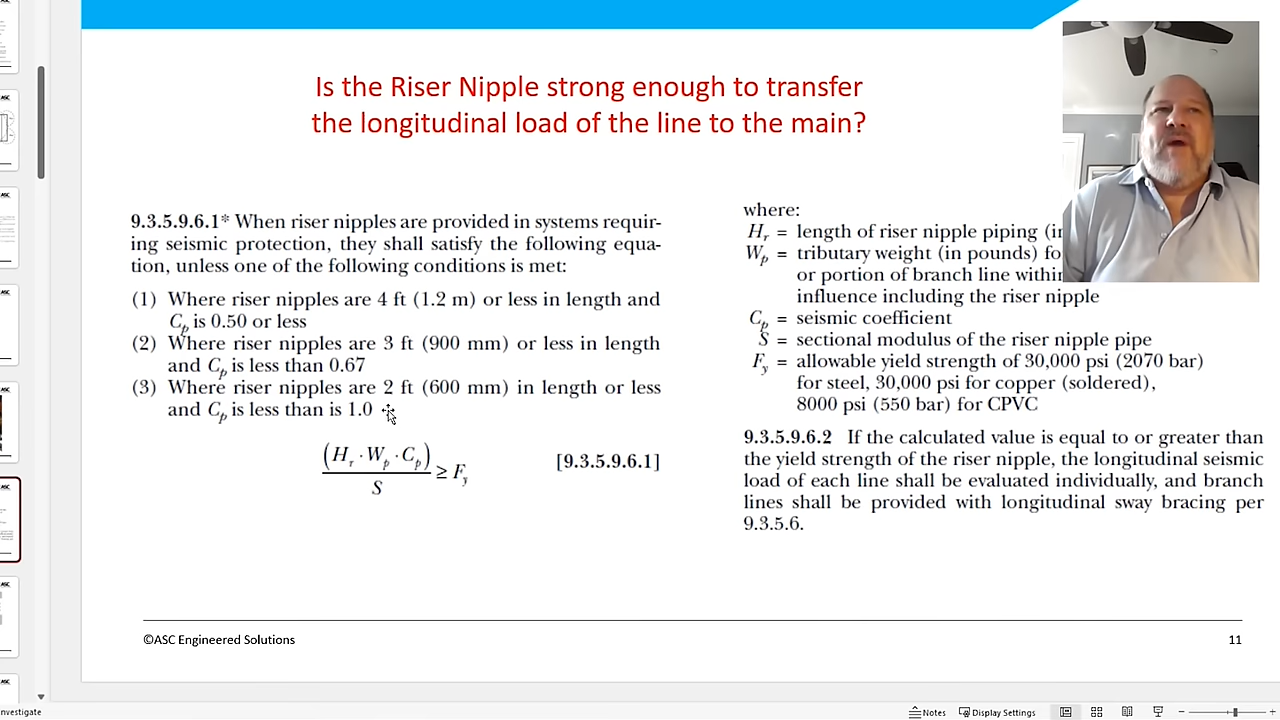 Is the Riser Nipple strong enough to transfer
the longitudinal load of the line to the main?
9.3.5.9.6.1* When riser nipples are provided in systems requir-
ing seismic protection, they shall satisfy the following equa-
tion, unless one of the following conditions is met:
(1) Where riser nipples are 4 ft (1.2 m) or less in length and
Cp is 0.50 or less
(2) Where riser nipples are 3 ft (900 mm) or less in length
and Cp is less than 0.67
(3) Where riser nipples are 2 ft (600 mm) in length or less
and Cp is less than is 1.0
(Hr · Wp · Cp)
S
≥ Fy
[9.3.5.9.6.1]
where:
Hr = length of riser nipple piping (in
Wp = tributary weight (in pounds) fo
or portion of branch line within
influence including the riser nipple
Cp = seismic coefficient
S = sectional modulus of the riser nipple pipe
Fy = allowable yield strength of 30,000 psi (2070 bar)
for steel, 30,000 psi for copper (soldered),
8000 psi (550 bar) for CPVC
9.3.5.9.6.2 If the calculated value is equal to or greater than
the yield strength of the riser nipple, the longitudinal seismic
load of each line shall be evaluated individually, and branch
lines shall be provided with longitudinal sway bracing per
9.3.5.6.
©ASC Engineered Solutions
11
nvestigate
Notes
Display Settings